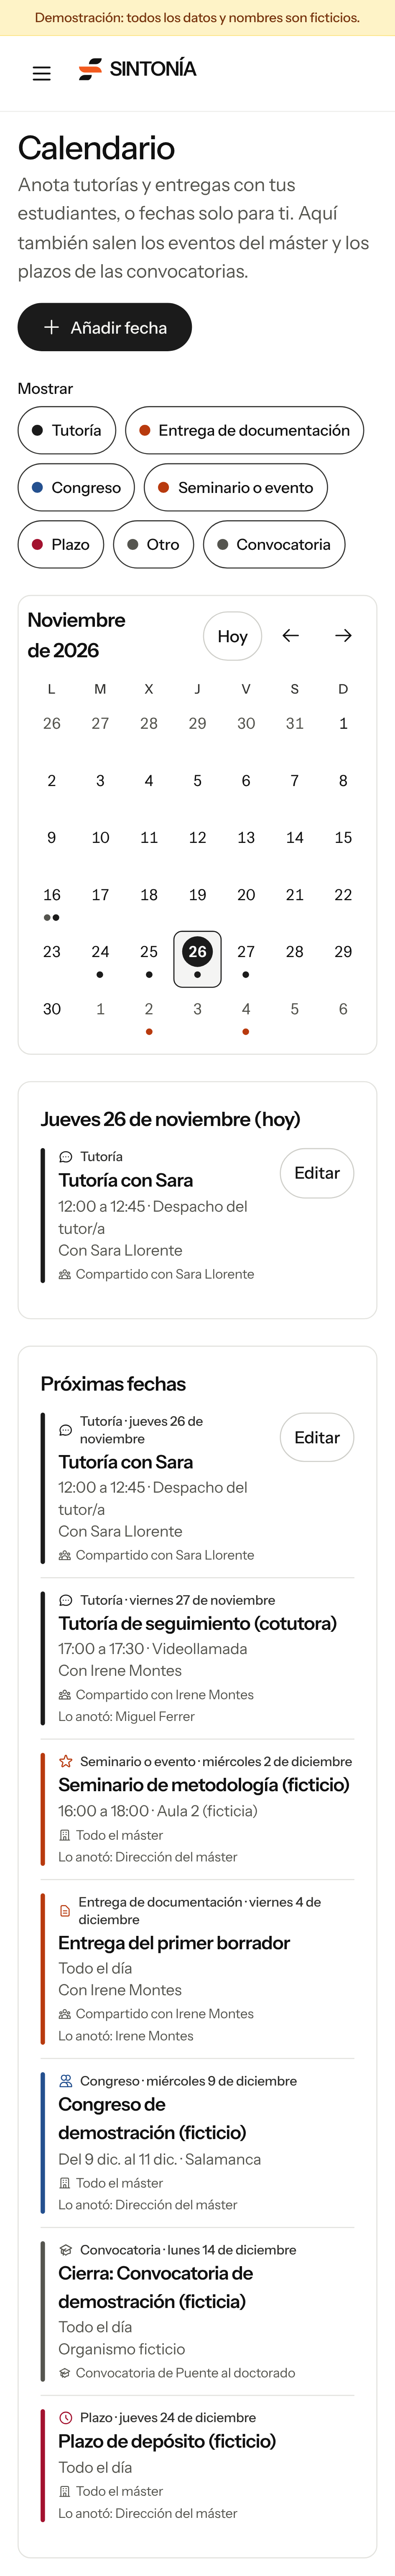 Demostración: todos los datos y nombres son ficticios.
SINTONÍA
Calendario
Anota tutorías y entregas con tus
estudiantes, o fechas solo para ti. Aquí
también salen los eventos del máster y los
plazos de las convocatorias.
Añadir fecha
Mostrar
Tutoría
Entrega de documentación
Congreso
Seminario o evento
Plazo
Otro
Convocatoria
Noviembre
de 2026
Hoy
L M X J V S D
26 27 28 29 30 31 1
2 3 4 5 6 7 8
9 10 11 12 13 14 15
16 17 18 19 20 21 22
23 24 25 26 27 28 29
30 1 2 3 4 5 6
Jueves 26 de noviembre (hoy)
Tutoría
Tutoría con Sara
12:00 a 12:45 · Despacho del
tutor/a
Con Sara Llorente
Compartido con Sara Llorente
Editar
Próximas fechas
Tutoría · jueves 26 de
noviembre
Tutoría con Sara
12:00 a 12:45 · Despacho del
tutor/a
Con Sara Llorente
Compartido con Sara Llorente
Editar
Tutoría · viernes 27 de noviembre
Tutoría de seguimiento (cotutora)
17:00 a 17:30 · Videollamada
Con Irene Montes
Compartido con Irene Montes
Lo anotó: Miguel Ferrer
Seminario o evento · miércoles 2 de diciembre
Seminario de metodología (ficticio)
16:00 a 18:00 · Aula 2 (ficticia)
Todo el máster
Lo anotó: Dirección del máster
Entrega de documentación · viernes 4 de
diciembre
Entrega del primer borrador
Todo el día
Con Irene Montes
Compartido con Irene Montes
Lo anotó: Irene Montes
Congreso · miércoles 9 de diciembre
Congreso de
demostración (ficticio)
Del 9 dic. al 11 dic. · Salamanca
Todo el máster
Lo anotó: Dirección del máster
Convocatoria · lunes 14 de diciembre
Cierra: Convocatoria de
demostración (ficticia)
Todo el día
Organismo ficticio
Convocatoria de Puente al doctorado
Plazo · jueves 24 de diciembre
Plazo de depósito (ficticio)
Todo el día
Todo el máster
Lo anotó: Dirección del máster